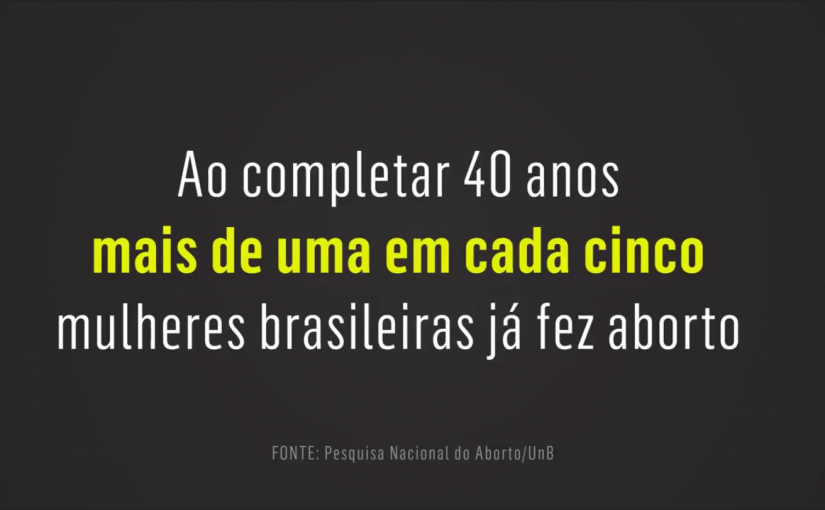 Ao completar 40 anos
mais de uma em cada cinco
mulheres brasileiras já fez aborto
FONTE: Pesquisa Nacional do Aborto/UnB